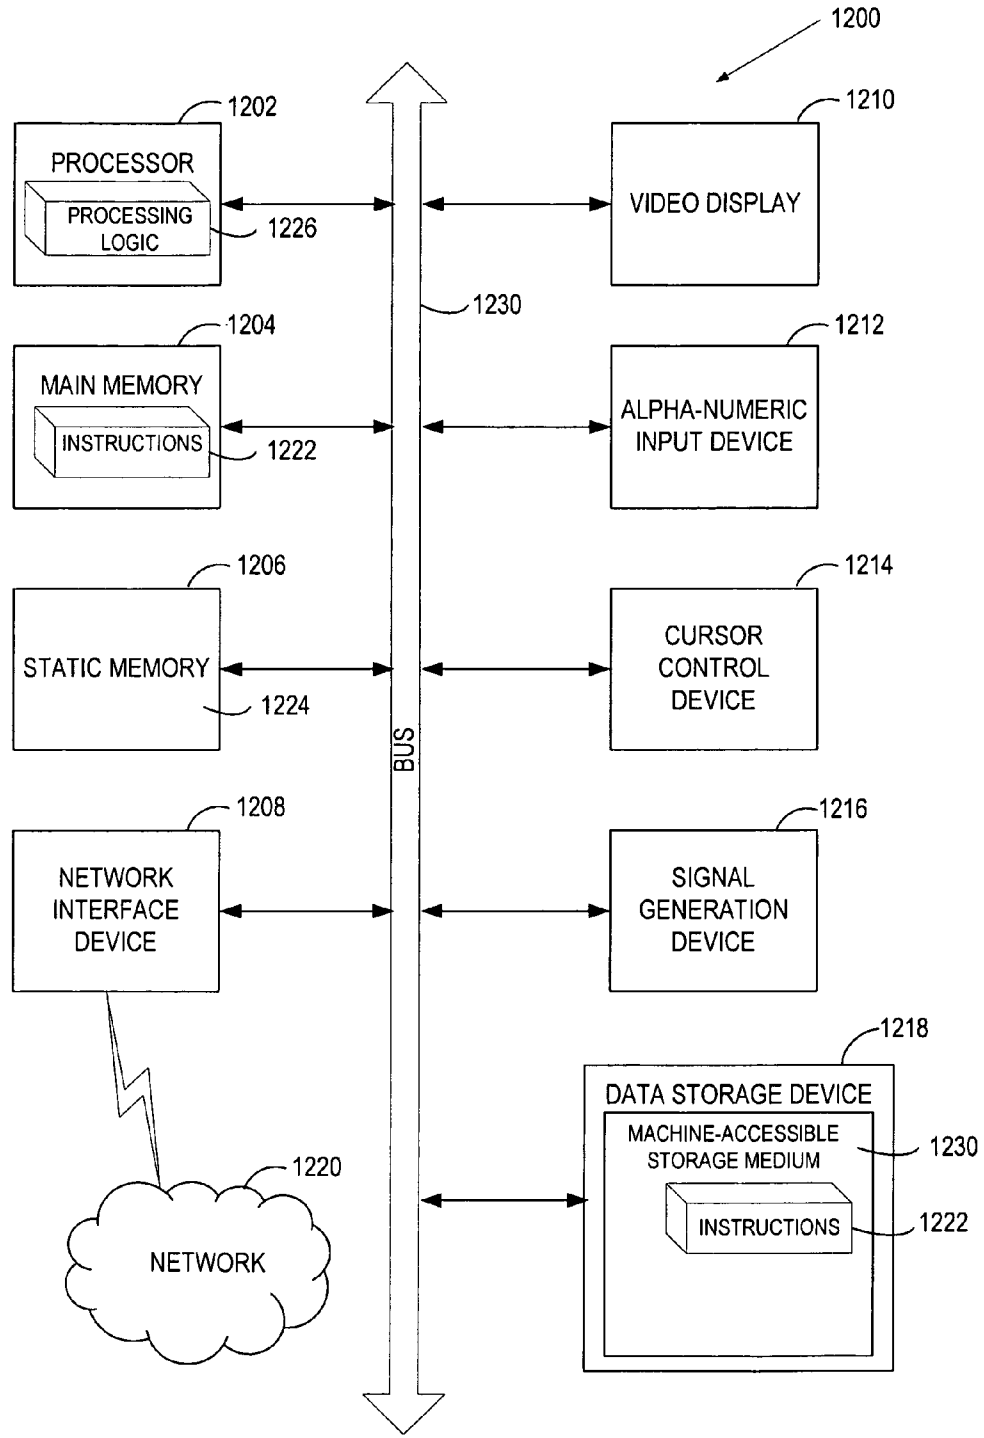 1200
1202
PROCESSOR
PROCESSING
LOGIC
1226
1210
VIDEO DISPLAY
1230
1204
MAIN MEMORY
INSTRUCTIONS
1222
1212
ALPHA-NUMERIC
INPUT DEVICE
1206
STATIC MEMORY
1224
1214
CURSOR
CONTROL
DEVICE
BUS
1208
NETWORK
INTERFACE
DEVICE
1216
SIGNAL
GENERATION
DEVICE
1218
DATA STORAGE DEVICE
MACHINE-ACCESSIBLE
STORAGE MEDIUM
1230
INSTRUCTIONS
1222
1220
NETWORK